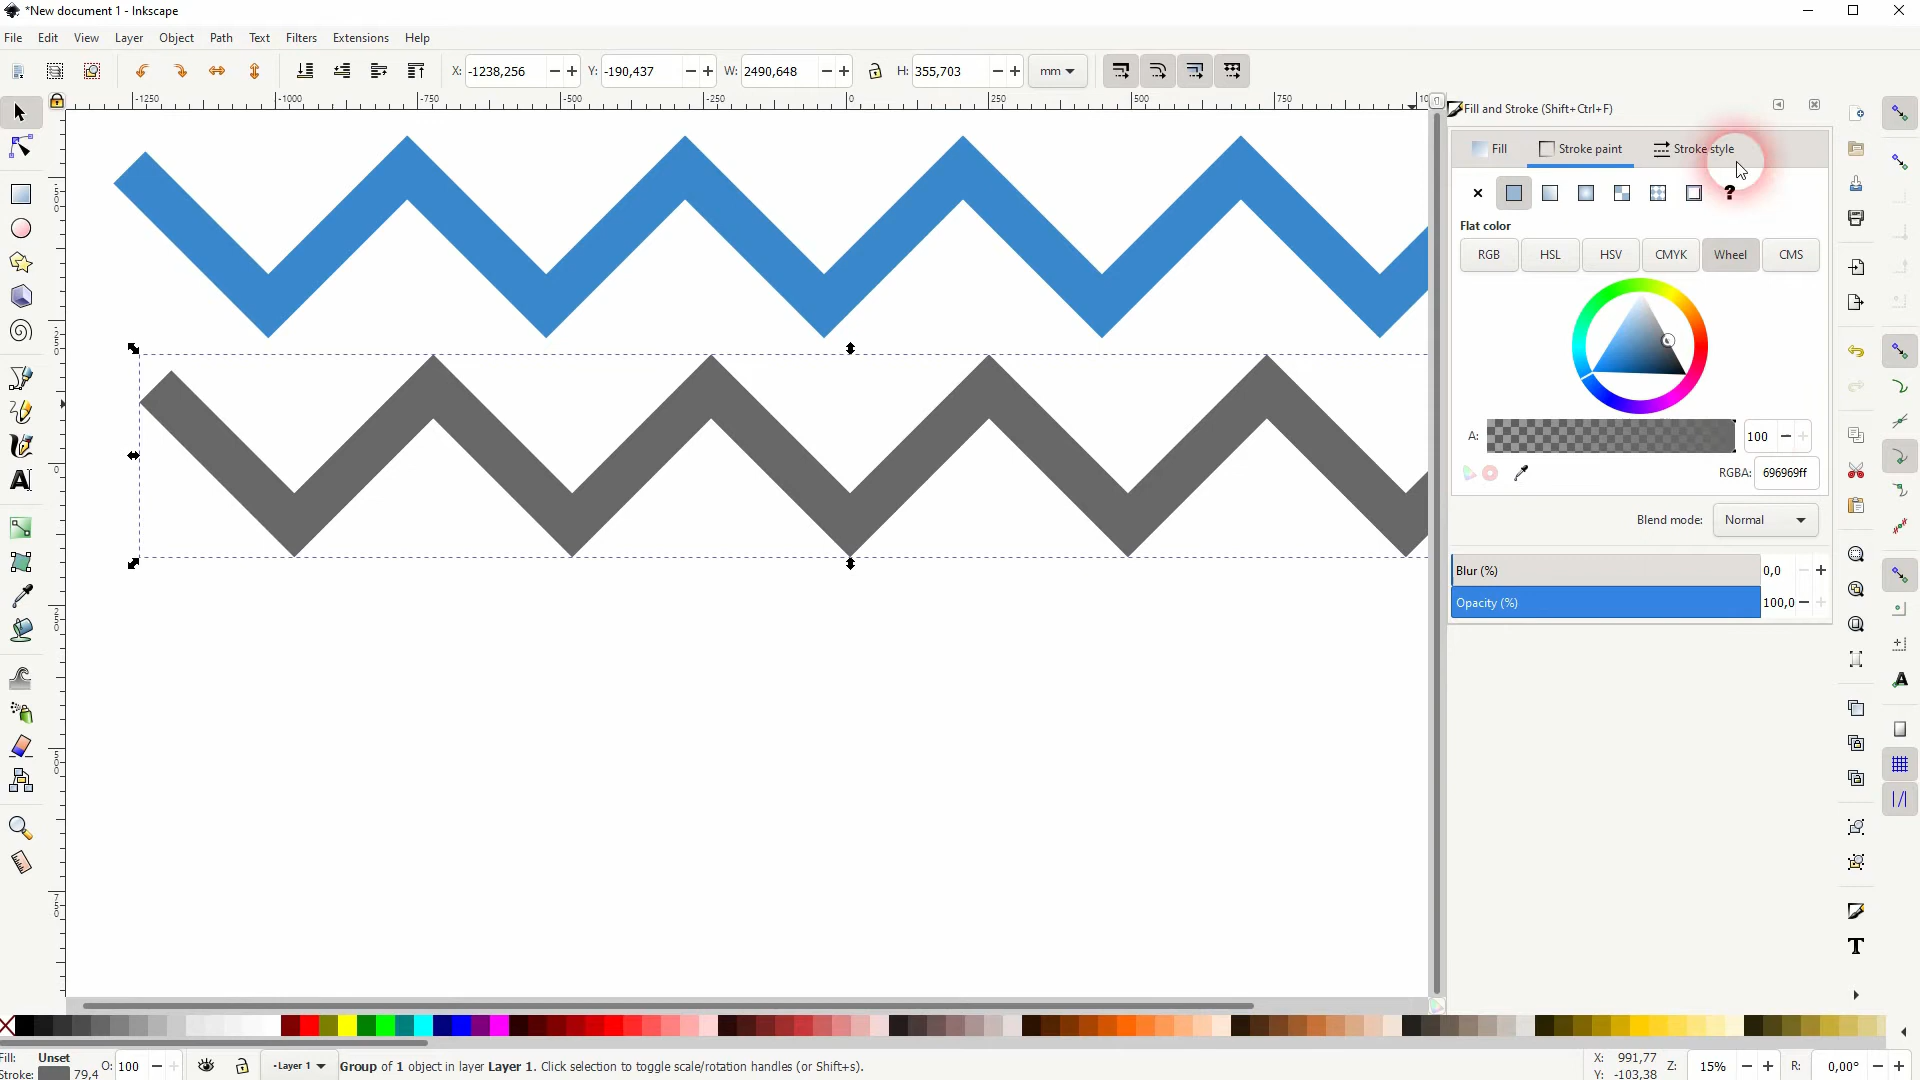 *New document 1 - Inkscape
File Edit View Layer Object Path Text Filters Extensions Help
X: -1238,256 Y: -190,437 W: 2490,648 H: 355,703 mm
-1250 -1000 -750 -500 -250 0 250 500 750
Fill and Stroke (Shift+Ctrl+F)
Fill Stroke paint Stroke style
Flat color
RGB HSL HSV CMYK Wheel CMS
A: 100
RGBA: 696969ff
Blend mode: Normal
Blur (%) 0,0
Opacity (%) 100,0
Fill: Unset O: 100 Layer 1 Group of 1 object in layer Layer 1. Click selection to toggle scale/rotation handles (or Shift+s). X: 991,77 Z: 15% R: 0,00°
Stroke: 79,4 Y: -103,38